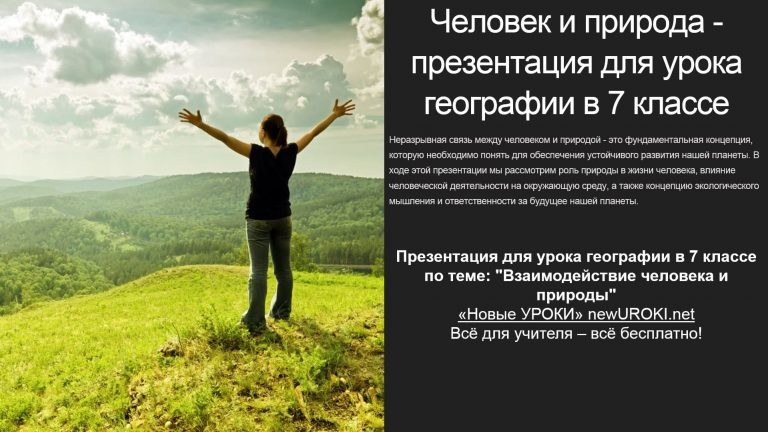 Человек и природа -
презентация для урока
географии в 7 классе
Неразрывная связь между человеком и природой - это фундаментальная концепция,
которую необходимо понять для обеспечения устойчивого развития нашей планеты. В
ходе этой презентации мы рассмотрим роль природы в жизни человека, влияние
человеческой деятельности на окружающую среду, а также концепцию экологического
мышления и ответственности за будущее нашей планеты.
Презентация для урока географии в 7 классе
по теме: "Взаимодействие человека и
природы"
«Новые УРОКИ» newUROKI.net
Всё для учителя – всё бесплатно!